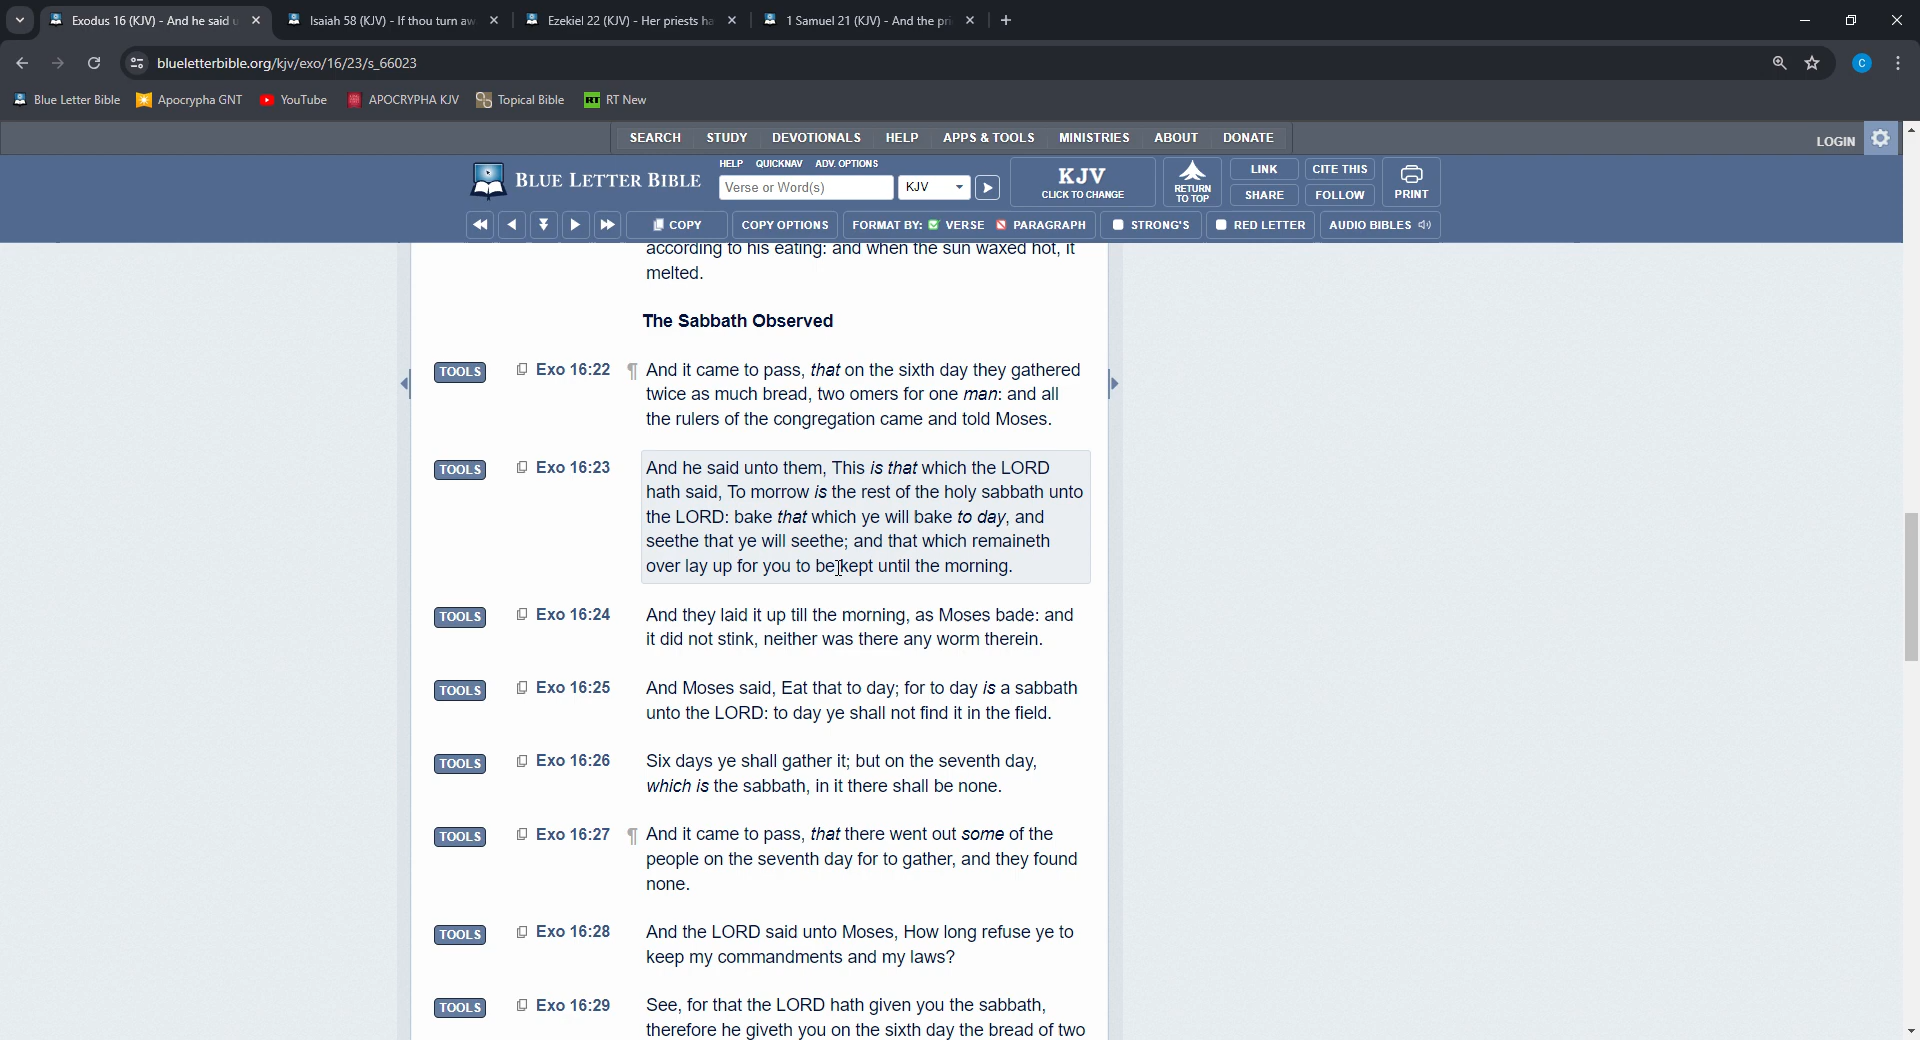 Exodus 16 (KJV) - And he said u
Isaiah 58 (KJV) - If thou turn aw
Ezekiel 22 (KJV) - Her priests ha
1 Samuel 21 (KJV) - And the pri
blueletterbible.org/kjv/exo/16/23/s_66023
C
Blue Letter Bible
Apocrypha GNT
YouTube
APOCRYPHA KJV
Topical Bible
RT
RT New
SEARCH STUDY DEVOTIONALS HELP APPS & TOOLS MINISTRIES ABOUT DONATE
LOGIN
HELP QUICKNAV ADV. OPTIONS
BLUE LETTER BIBLE
Verse or Word(s)
KJV
KJV
CLICK TO CHANGE
RETURN
TO TOP
LINK
CITE THIS
SHARE
FOLLOW
PRINT
COPY
COPY OPTIONS
FORMAT BY: VERSE PARAGRAPH
STRONG'S
RED LETTER
AUDIO BIBLES
according to his eating: and when the sun waxed hot, it
melted.
The Sabbath Observed
TOOLS Exo 16:22 ¶ And it came to pass, that on the sixth day they gathered
twice as much bread, two omers for one man: and all
the rulers of the congregation came and told Moses.
TOOLS Exo 16:23 And he said unto them, This is that which the LORD
hath said, To morrow is the rest of the holy sabbath unto
the LORD: bake that which ye will bake to day, and
seethe that ye will seethe; and that which remaineth
over lay up for you to be kept until the morning.
TOOLS Exo 16:24 And they laid it up till the morning, as Moses bade: and
it did not stink, neither was there any worm therein.
TOOLS Exo 16:25 And Moses said, Eat that to day; for to day is a sabbath
unto the LORD: to day ye shall not find it in the field.
TOOLS Exo 16:26 Six days ye shall gather it; but on the seventh day,
which is the sabbath, in it there shall be none.
TOOLS Exo 16:27 ¶ And it came to pass, that there went out some of the
people on the seventh day for to gather, and they found
none.
TOOLS Exo 16:28 And the LORD said unto Moses, How long refuse ye to
keep my commandments and my laws?
TOOLS Exo 16:29 See, for that the LORD hath given you the sabbath,
therefore he giveth you on the sixth day the bread of two